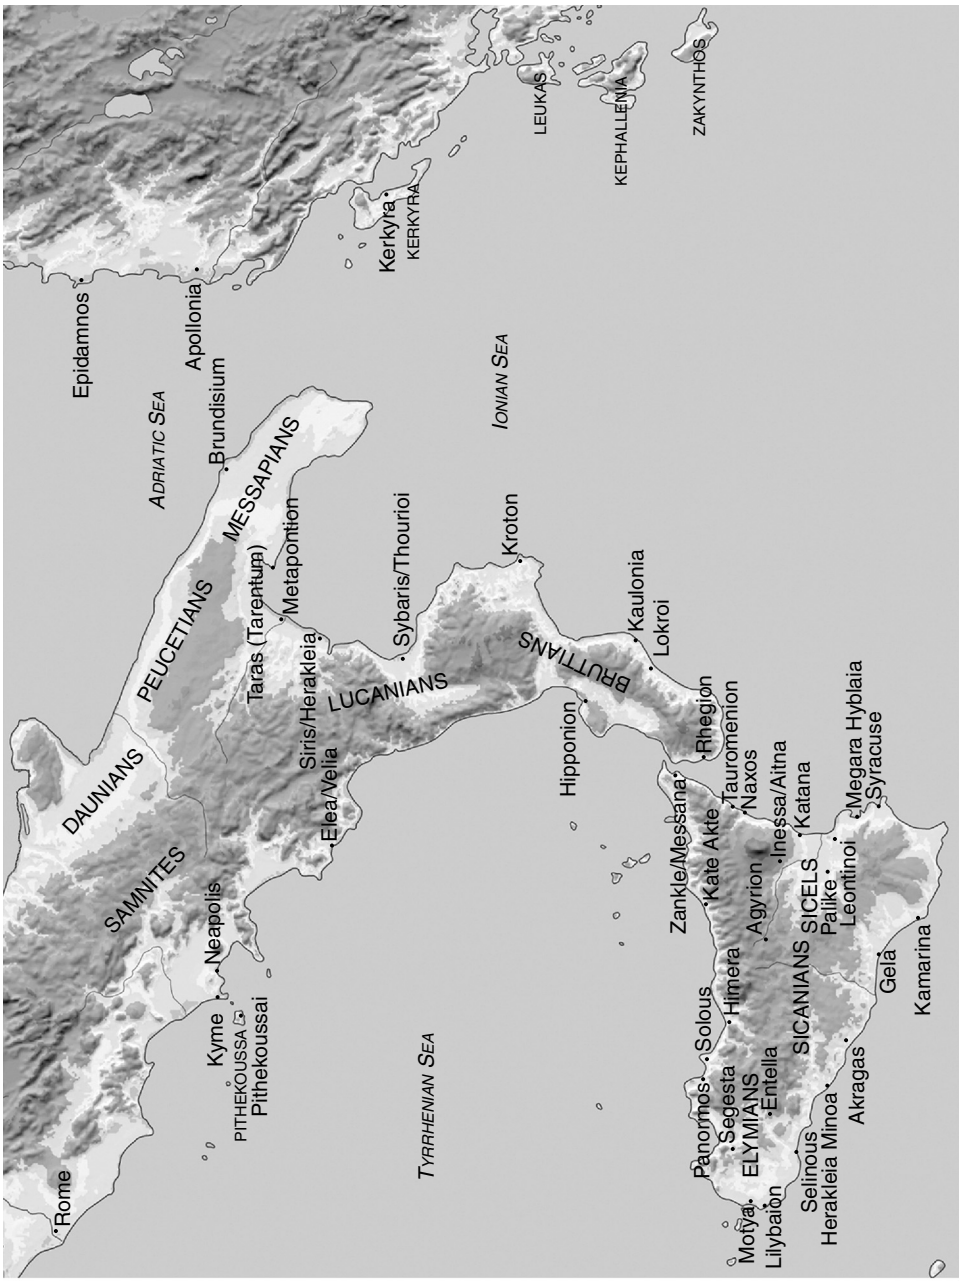 Epidamnos
Apollonia
Kerkyra
KERKYRA
LEUKAS
KEPHALLENIA
ZAKYNTHOS
ADRIATIC SEA
IONIAN SEA
Brundisium
MESSAPIANS
PEUCETIANS
Taras (Tarentum)
Metapontion
Siris/Herakleia
Sybaris/Thourioi
Kroton
LUCANIANS
BRUTTIANS
Kaulonia
Lokroi
Hipponion
Rhegion
DAUNIANS
SAMNITES
Elea/Velia
Neapolis
Kyme
PITHEKOUSSA
Pithekoussai
Rome
TYRRHENIAN SEA
Zankle/Messana
Tauromenion
Naxos
Kale Akte
Inessa/Aitna
Katana
Megara Hyblaia
Syracuse
Agyrion
SICELS
Palike
Leontinoi
Himera
Solous
SICANIANS
Gela
Kamarina
Panormos
Segesta
ELYMIANS
Entella
Akragas
Herakleia Minoa
Selinous
Motya
Lilybaion